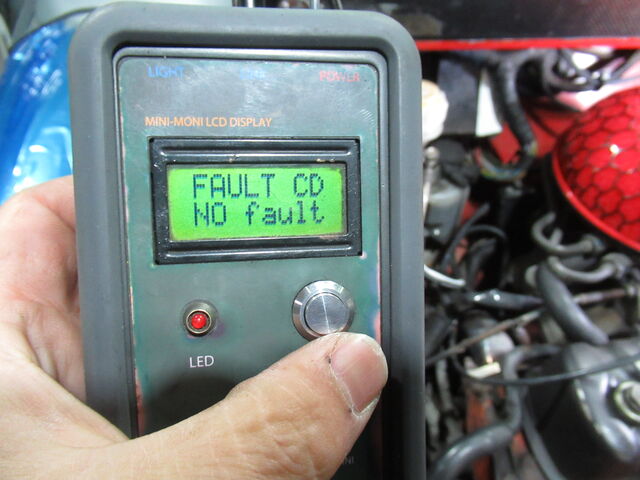 LIGHT
POWER
MINI-MONI LCD DISPLAY
FAULT CD
NO fault
LED